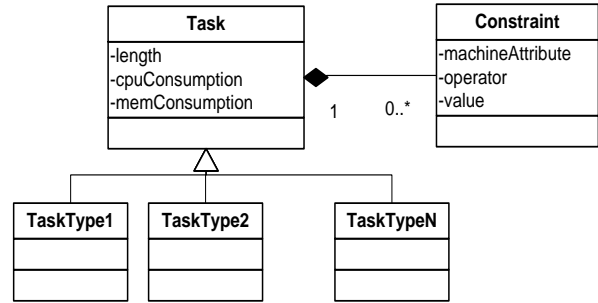 Task
-length
-cpuConsumption
-memConsumption
Constraint
-machineAttribute
-operator
-value
1
0..*
TaskType1
TaskType2
TaskTypeN